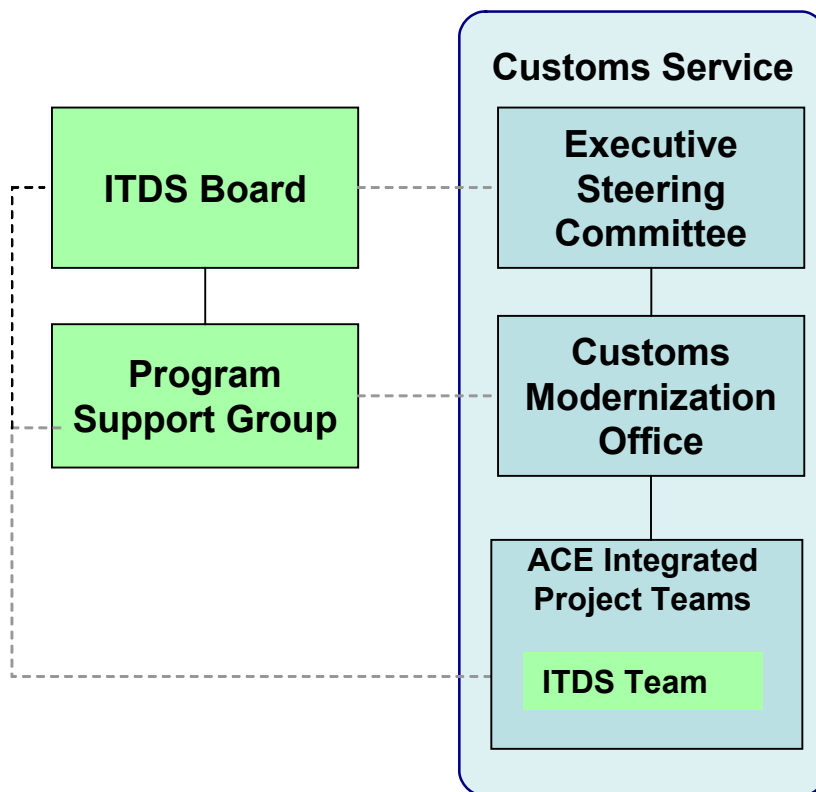 Customs Service
ITDS Board
Executive
Steering
Committee
Program
Support Group
Customs
Modernization
Office
ACE Integrated
Project Teams
ITDS Team